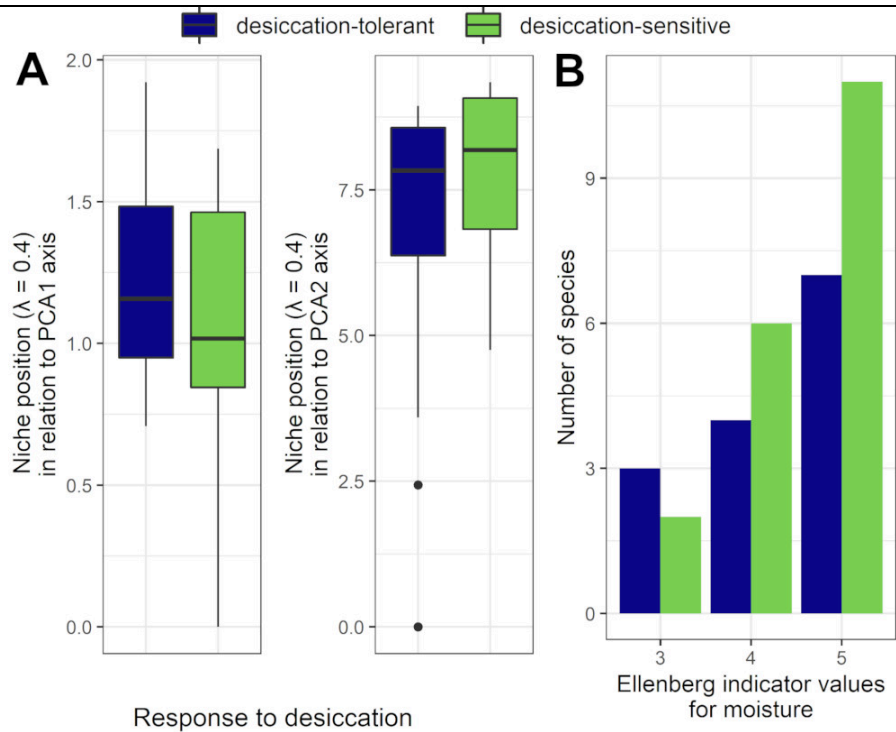 desiccation-tolerant desiccation-sensitive
A
B
2.0
1.5
1.0
0.5
0.0
Niche position (λ = 0.4)
in relation to PCA1 axis
7.5
5.0
2.5
0.0
Niche position (λ = 0.4)
in relation to PCA2 axis
Response to desiccation
9
6
3
0
Number of species
3 4 5
Ellenberg indicator values
for moisture